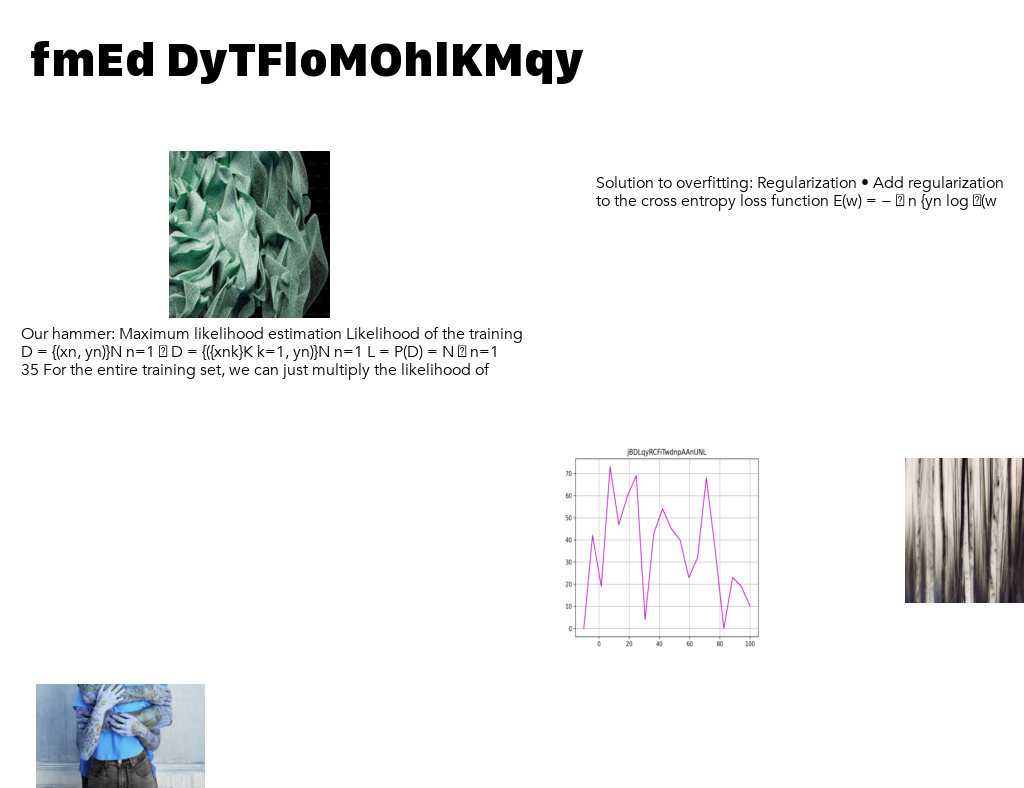 fmEd DyTFloMOhlKMqy
Solution to overfitting: Regularization • Add regularization
to the cross entropy loss function E(w) = − n {yn log (w
Our hammer: Maximum likelihood estimation Likelihood of the training
D = {(xn, yn)}N n=1 D = {({xnk}K k=1, yn)}N n=1 L = P(D) = N n=1
35 For the entire training set, we can just multiply the likelihood of
70
60
50
40
30
20
10
0
0 20 40 60 80 100